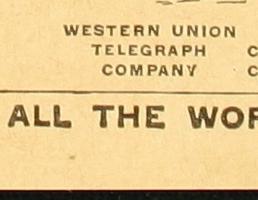 WESTERN UNION
TELEGRAPH
COMPANY
ALL THE